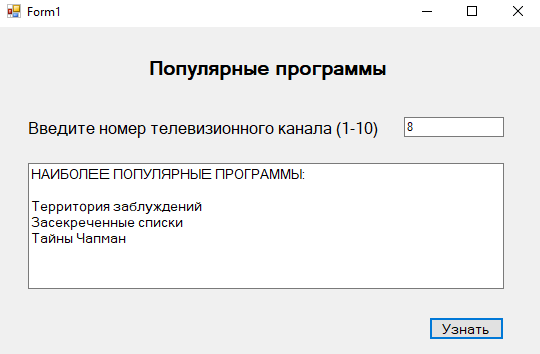 Form1
Популярные программы
Введите номер телевизионного канала (1-10) 8
НАИБОЛЕЕ ПОПУЛЯРНЫЕ ПРОГРАММЫ:
Территория заблуждений
Засекреченные списки
Тайны Чапман
Узнать